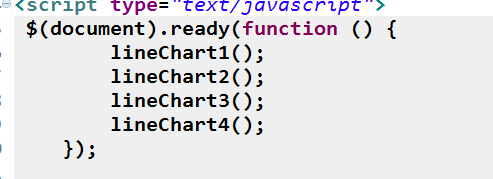 <script type="text/javascript">
$(document).ready(function () {
lineChart1();
lineChart2();
lineChart3();
lineChart4();
});